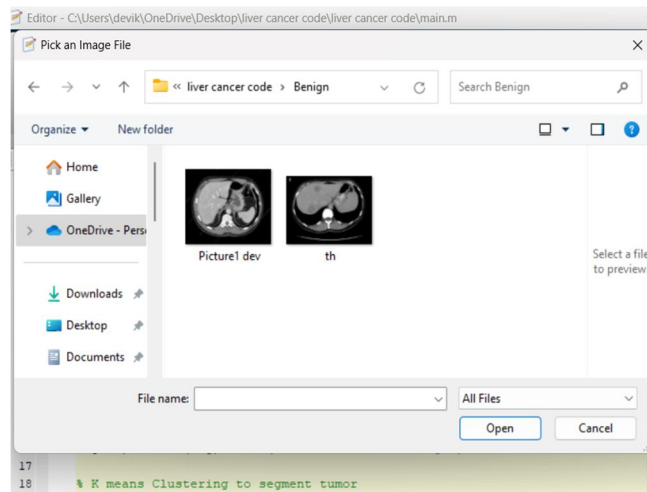 Editor - C:\Users\devik\OneDrive\Desktop\liver cancer code\liver cancer code\main.m
Pick an Image File
« liver cancer code > Benign
Search Benign
Organize
New folder
Home
Gallery
OneDrive - Pers
Downloads
Desktop
Documents
Picture1 dev
th
Select a file
to preview
File name:
All Files
Open
Cancel
17
18 % K means Clustering to segment tumor